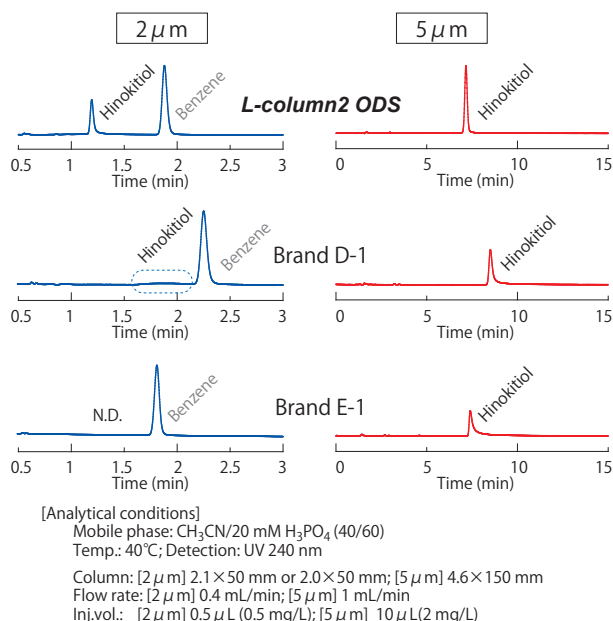 2 μm
5 μm
Hinokitiol
Benzene
L-column2 ODS
Hinokitiol
0.5 1 1.5 2 2.5 3
Time (min)
0 5 10 15
Time (min)
Hinokitiol
Benzene
Brand D-1
Hinokitiol
0.5 1 1.5 2 2.5 3
Time (min)
0 5 10 15
Time (min)
N.D.
Benzene
Brand E-1
Hinokitiol
0.5 1 1.5 2 2.5 3
Time (min)
0 5 10 15
Time (min)
[Analytical conditions]
Mobile phase: CH₃CN/20 mM H₃PO₄ (40/60)
Temp.: 40℃; Detection: UV 240 nm
Column: [2 μm] 2.1×50 mm or 2.0×50 mm; [5 μm] 4.6×150 mm
Flow rate: [2 μm] 0.4 mL/min; [5 μm] 1 mL/min
Inj.vol.: [2 μm] 0.5 μL (0.5 mg/L); [5 μm] 10 μL(2 mg/L)